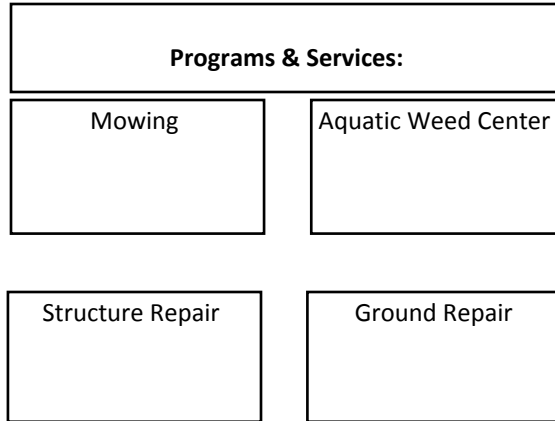 Programs & Services:
Mowing
Aquatic Weed Center
Structure Repair
Ground Repair